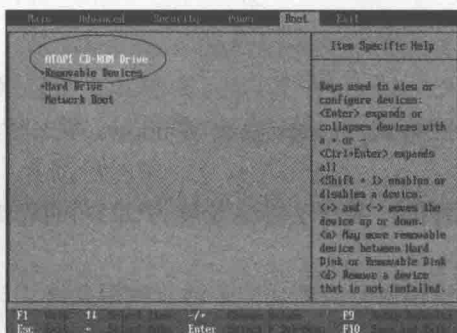 Main Advanced Security Power Boot Exit
ATAPI CD-ROM Drive
+Removable Devices
+Hard Drive
Network Boot
Item Specific Help
Keys used to view or
configure devices:
<Enter> expands or
collapses devices with
a + or -
<Ctrl+Enter> expands
all
<Shift + 1> enables or
disables a device.
<+> and <-> moves the
device up or down.
<n> May move removable
device between Hard
Disk or Removable Disk
<d> Remove a device
that is not installed.
F1 ↑↓ -/+ F9
Esc ← Enter F10